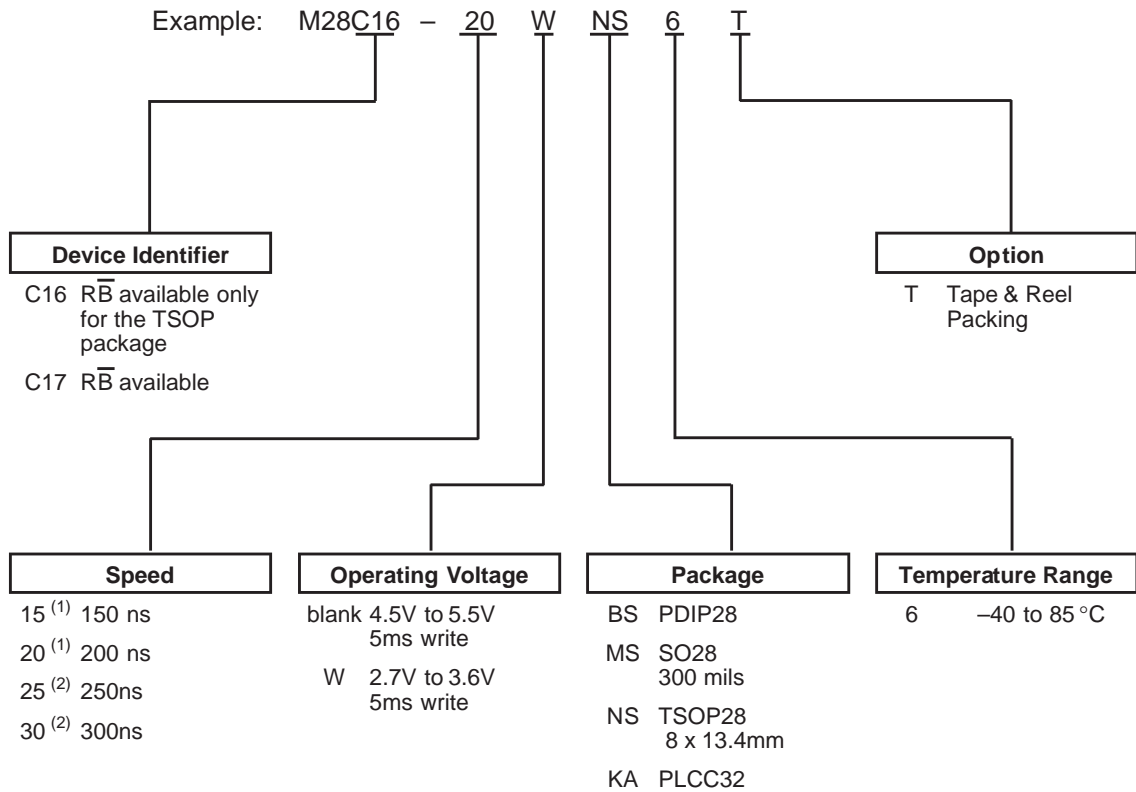 Example: M28C16 – 20 W NS 6 T
Device Identifier
C16 RB̅ available only
for the TSOP
package
C17 RB̅ available
Option
T Tape & Reel
Packing
Speed
15 (1) 150 ns
20 (1) 200 ns
25 (2) 250ns
30 (2) 300ns
Operating Voltage
blank 4.5V to 5.5V
5ms write
W 2.7V to 3.6V
5ms write
Package
BS PDIP28
MS SO28
300 mils
NS TSOP28
8 x 13.4mm
KA PLCC32
Temperature Range
6 –40 to 85 °C